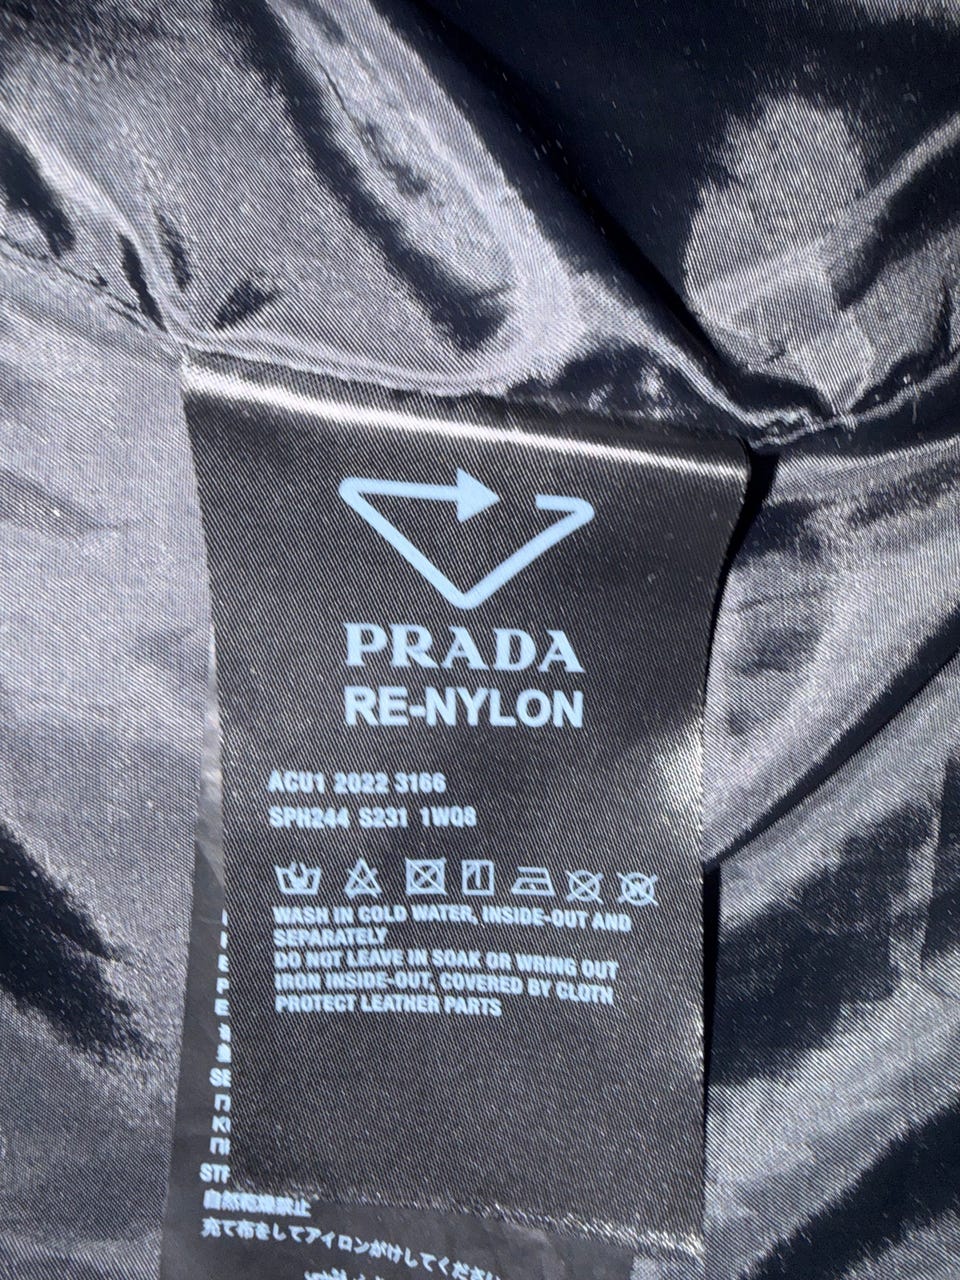 PRADA
RE-NYLON
ACU1 2022 3166
SPH244 S231 1WQ8
WASH IN COLD WATER, INSIDE-OUT AND
SEPARATELY
DO NOT LEAVE IN SOAK OR WRING OUT
IRON INSIDE-OUT, COVERED BY CLOTH
PROTECT LEATHER PARTS
自然乾燥禁止
充て布をしてアイロンがけしてください